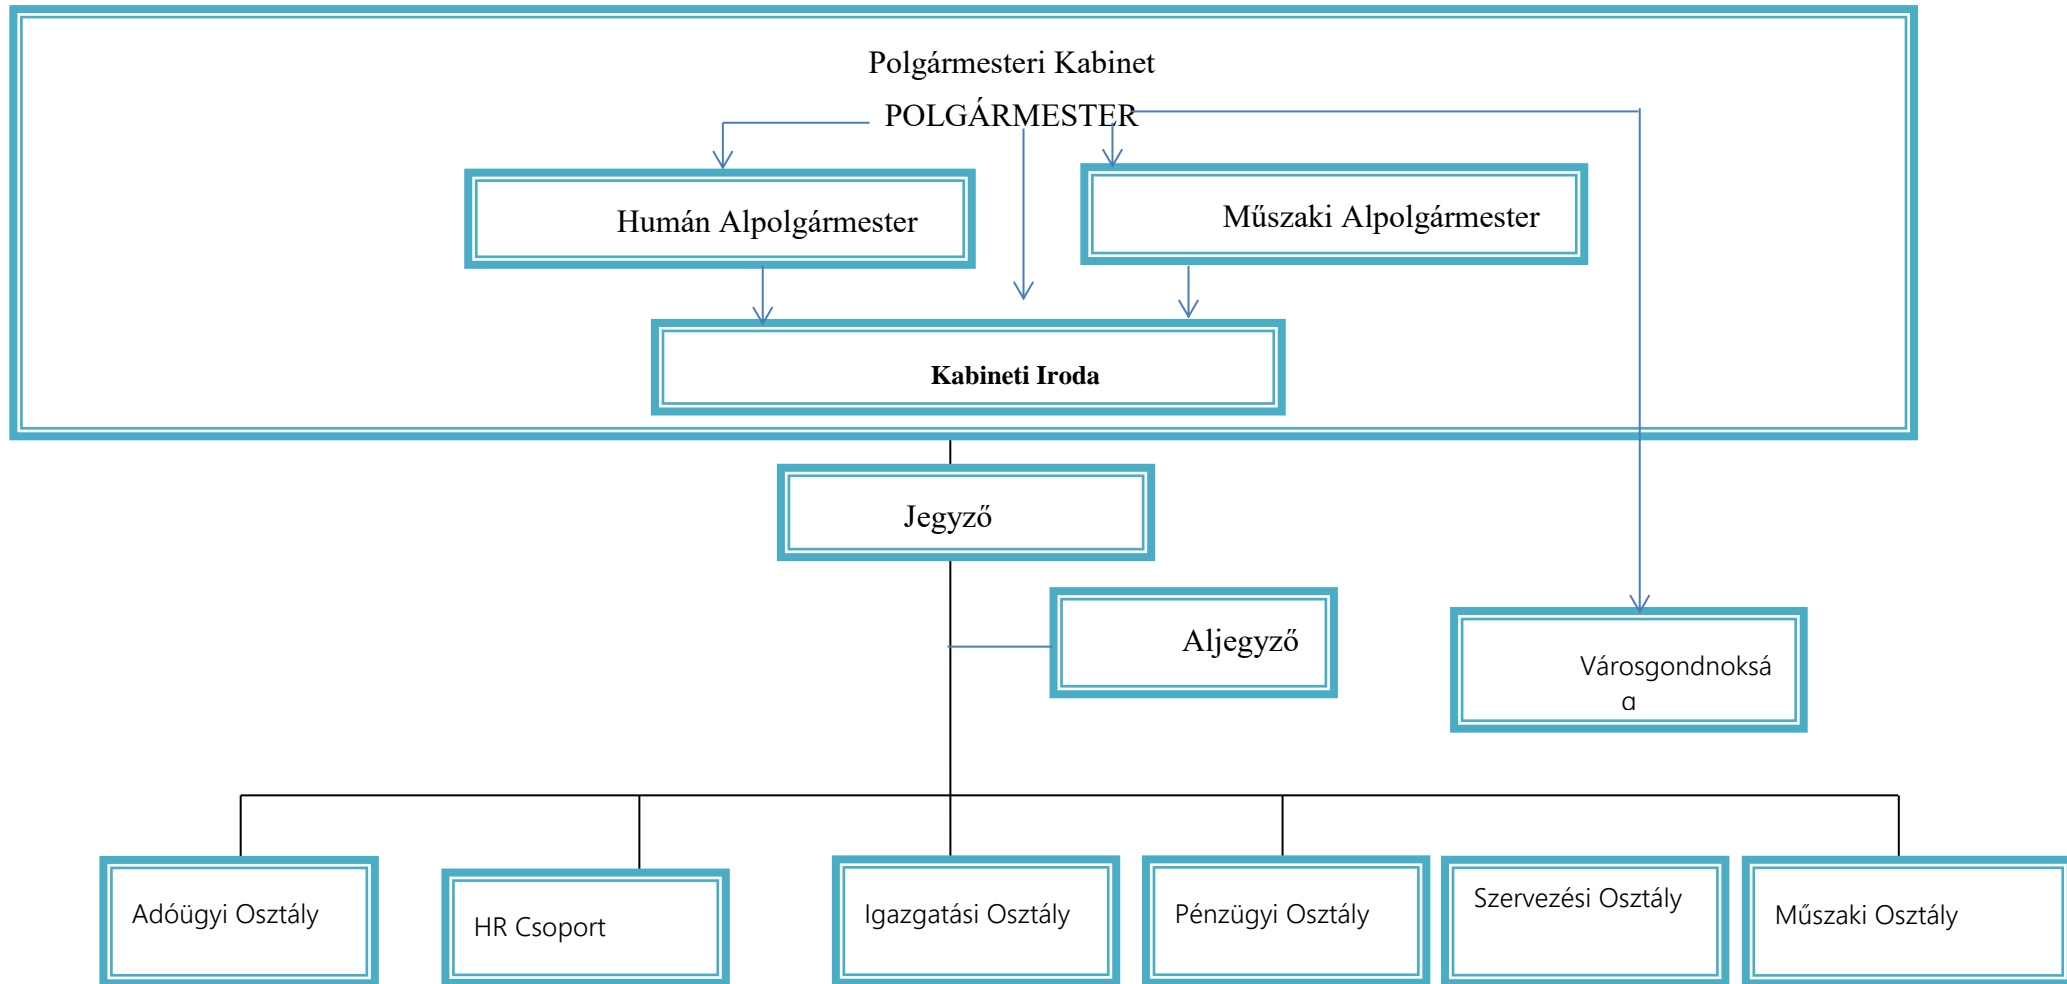 Polgármesteri Kabinet
POLGÁRMESTER
Humán Alpolgármester
Műszaki Alpolgármester
Kabineti Iroda
Jegyző
Aljegyző
Városgondnoksá
g
Adóügyi Osztály
HR Csoport
Igazgatási Osztály
Pénzügyi Osztály
Szervezési Osztály
Műszaki Osztály